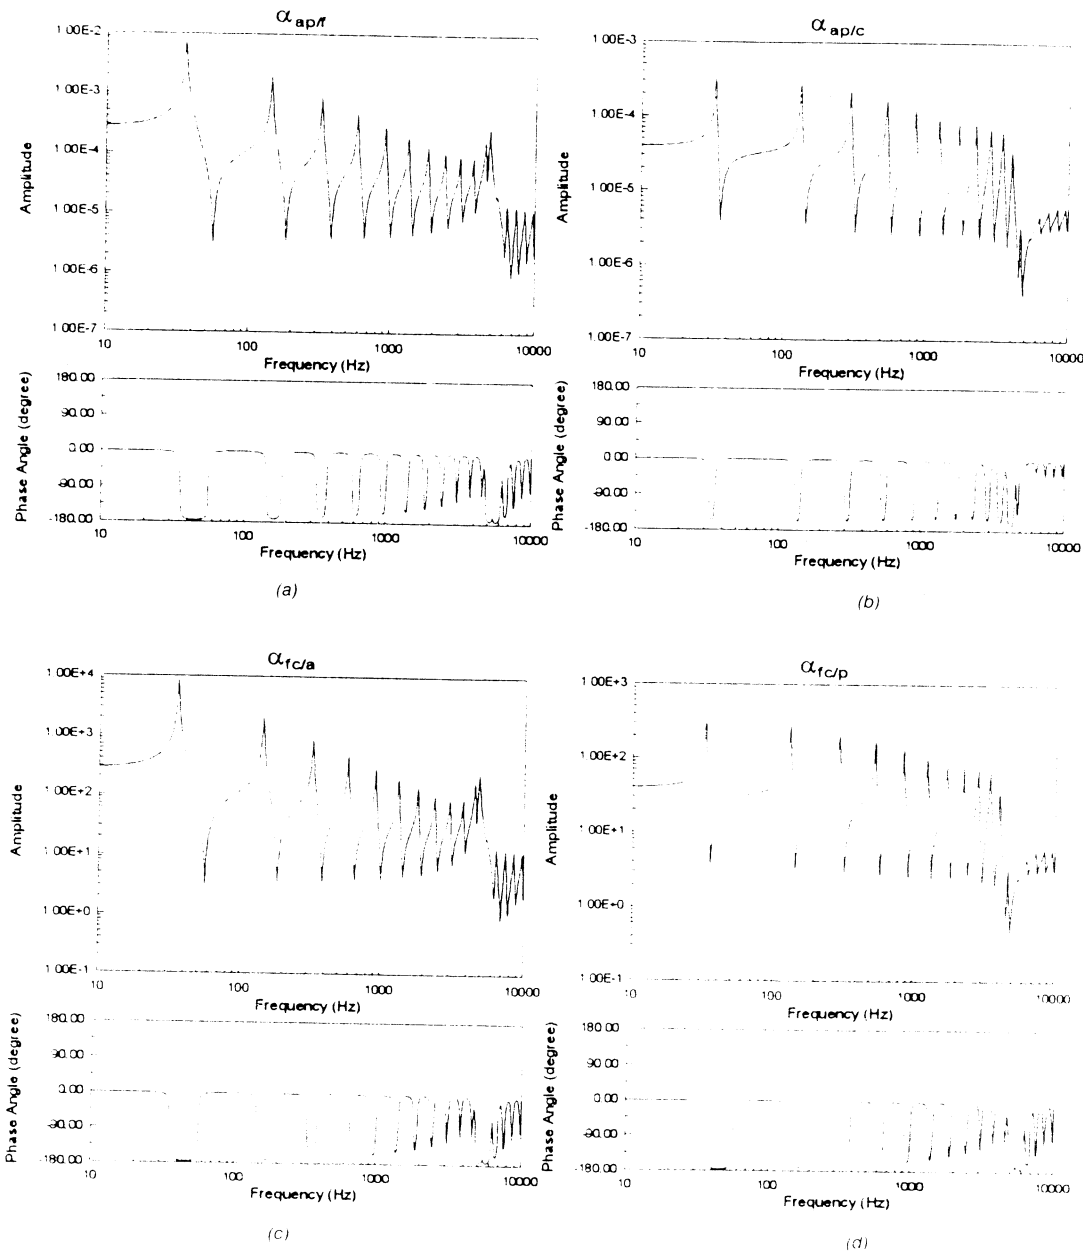 α ap/f
1.00E-2
1.00E-3
1.00E-4
1.00E-5
1.00E-6
1.00E-7
Amplitude
10
100
1000
10000
Frequency (Hz)
180.00
90.00
0.00
-90.00
-180.00
Phase Angle (degree)
10
100
1000
10000
Frequency (Hz)
(a)
α ap/c
1.00E-3
1.00E-4
1.00E-5
1.00E-6
1.00E-7
Amplitude
10
100
1000
10000
Frequency (Hz)
180.00
90.00
0.00
-90.00
-180.00
Phase Angle (degree)
10
100
1000
10000
Frequency (Hz)
(b)
α fc/a
1.00E+4
1.00E+3
1.00E+2
1.00E+1
1.00E+0
1.00E-1
Amplitude
10
100
1000
10000
Frequency (Hz)
180.00
90.00
0.00
-90.00
-180.00
Phase Angle (degree)
10
100
1000
10000
Frequency (Hz)
(c)
α fc/p
1.00E+3
1.00E+2
1.00E+1
1.00E+0
1.00E-1
Amplitude
10
100
1000
10000
Frequency (Hz)
180.00
90.00
0.00
-90.00
-180.00
Phase Angle (degree)
10
100
1000
10000
Frequency (Hz)
(d)